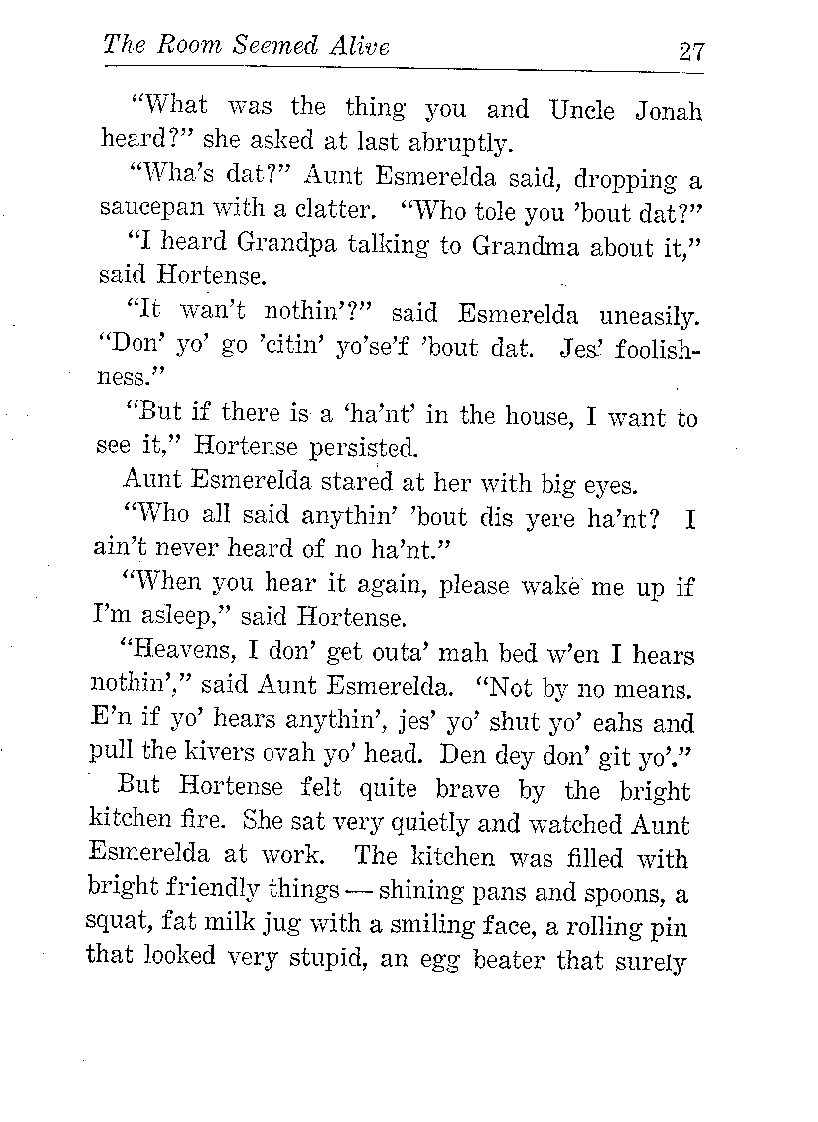 The Room Seemed Alive 27
“What was the thing you and Uncle Jonah
heard?” she asked at last abruptly.
“Wha’s dat?” Aunt Esmerelda said, dropping a
saucepan with a clatter. “Who tole you ’bout dat?”
“I heard Grandpa talking to Grandma about it,”
said Hortense.
“It wan’t nothin’?” said Esmerelda uneasily.
“Don’ yo’ go ’citin’ yo’se’f ’bout dat. Jes’ foolish-
ness.”
“But if there is a ‘ha’nt’ in the house, I want to
see it,” Hortense persisted.
Aunt Esmerelda stared at her with big eyes.
“Who all said anythin’ ’bout dis yere ha’nt? I
ain’t never heard of no ha’nt.”
“When you hear it again, please wake me up if
I’m asleep,” said Hortense.
“Heavens, I don’ get outa’ mah bed w’en I hears
nothin’,” said Aunt Esmerelda. “Not by no means.
E’n if yo’ hears anythin’, jes’ yo’ shut yo’ eahs and
pull the kivers ovah yo’ head. Den dey don’ git yo’.”
But Hortense felt quite brave by the bright
kitchen fire. She sat very quietly and watched Aunt
Esmerelda at work. The kitchen was filled with
bright friendly things — shining pans and spoons, a
squat, fat milk jug with a smiling face, a rolling pin
that looked very stupid, an egg beater that surely